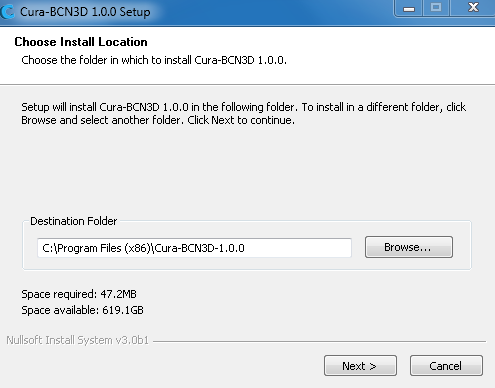 Cura-BCN3D 1.0.0 Setup
Choose Install Location
Choose the folder in which to install Cura-BCN3D 1.0.0.
Setup will install Cura-BCN3D 1.0.0 in the following folder. To install in a different folder, click
Browse and select another folder. Click Next to continue.
Destination Folder
C:\Program Files (x86)\Cura-BCN3D-1.0.0
Browse...
Space required: 47.2MB
Space available: 619.1GB
Nullsoft Install System v3.0b1
Next >
Cancel